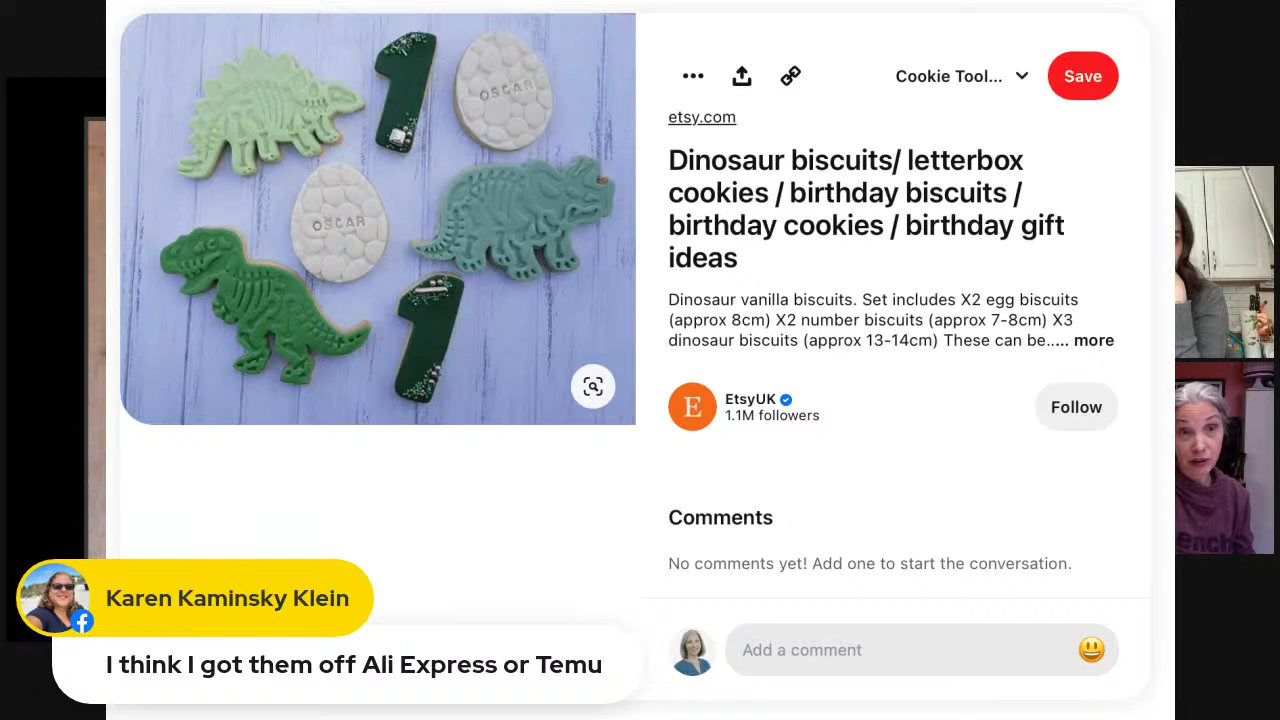 OSCAR
OSCAR
1
1
Cookie Tool...
Save
etsy.com
Dinosaur biscuits/ letterbox
cookies / birthday biscuits /
birthday cookies / birthday gift
ideas
Dinosaur vanilla biscuits. Set includes X2 egg biscuits
(approx 8cm) X2 number biscuits (approx 7-8cm) X3
dinosaur biscuits (approx 13-14cm) These can be..... more
E
EtsyUK
1.1M followers
Follow
Comments
No comments yet! Add one to start the conversation.
Add a comment
Karen Kaminsky Klein
I think I got them off Ali Express or Temu